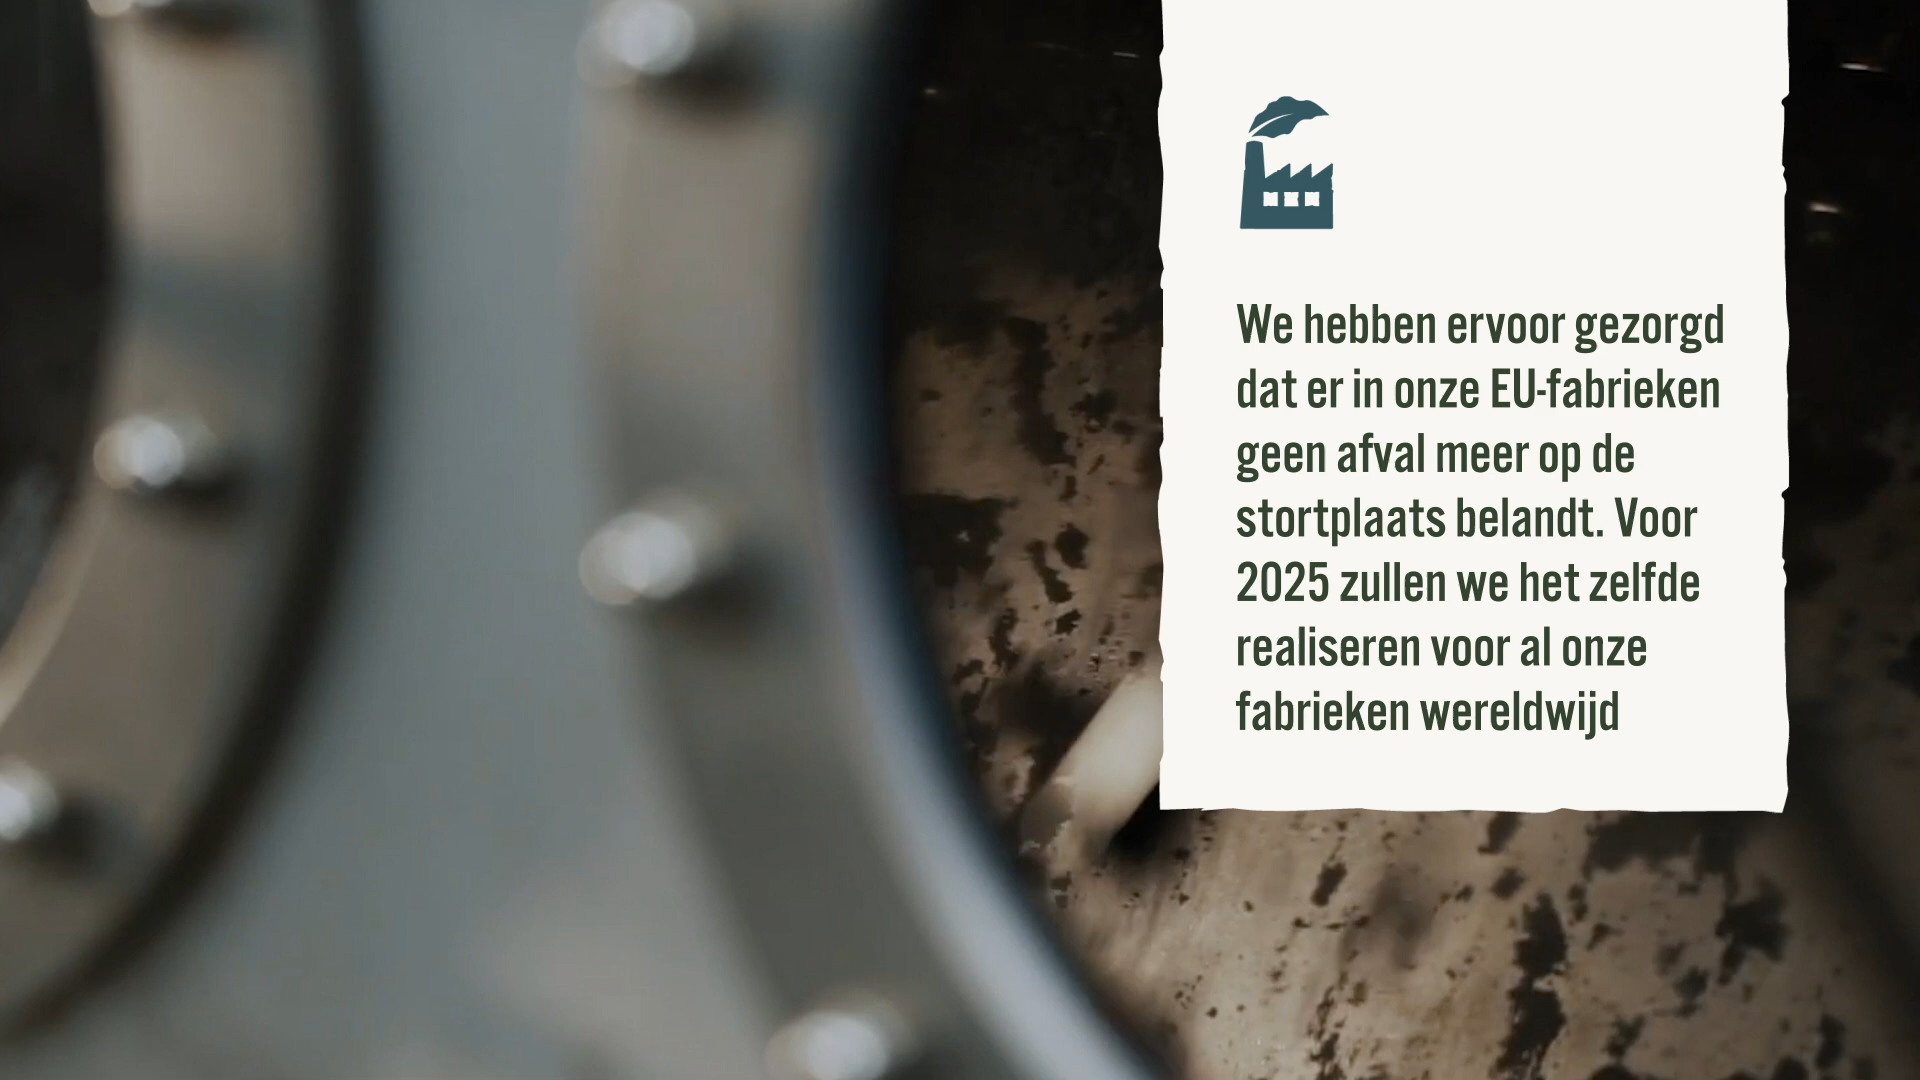 We hebben ervoor gezorgd
dat er in onze EU-fabrieken
geen afval meer op de
stortplaats belandt. Voor
2025 zullen we het zelfde
realiseren voor al onze
fabrieken wereldwijd